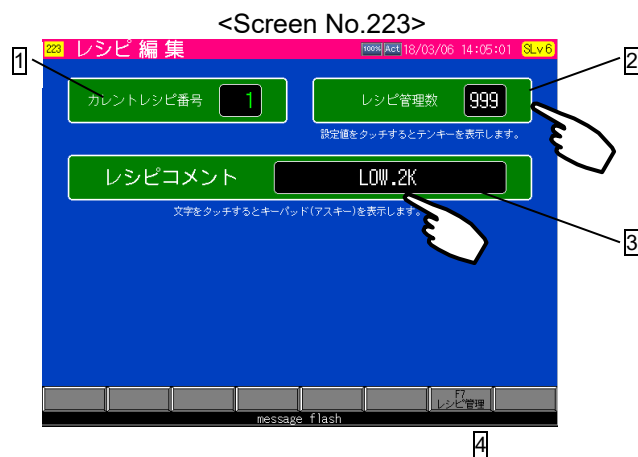 <Screen No.223>
223 レシピ編集 100% Act 18/03/06 14:05:01 SLv6
1
2
カレントレシピ番号 1
レシピ管理数 999
設定値をタッチするとテンキーを表示します。
レシピコメント LOW.2K
3
文字をタッチするとキーパッド(アスキー)を表示します。
F7
レシピ管理
message flash
4